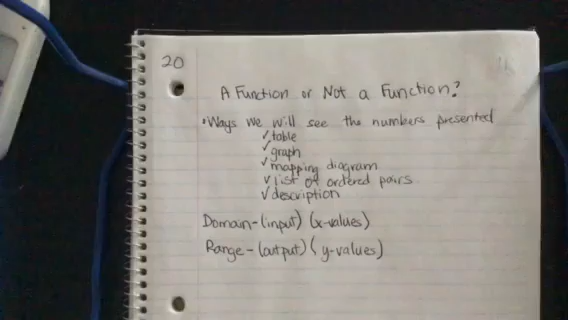 20
A Function or Not a Function?
•Ways we will see the numbers presented
✓table
✓graph
✓mapping diagram
✓list of ordered pairs
✓description
Domain-(input) (x-values)
Range-(output) (y-values)